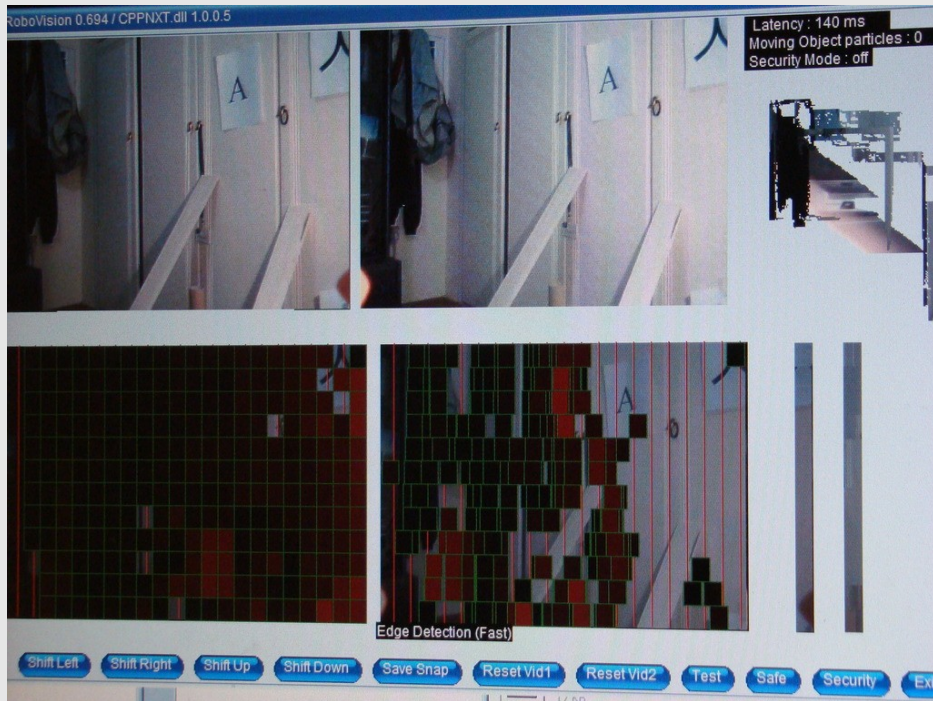 RoboVision 0.694 / CPPNXT.dll 1.0.0.5
Latency : 140 ms
Moving Object particles : 0
Security Mode : off
A
A
A
Edge Detection (Fast)
Shift Left
Shift Right
Shift Up
Shift Down
Save Snap
Reset Vid1
Reset Vid2
Test
Safe
Security